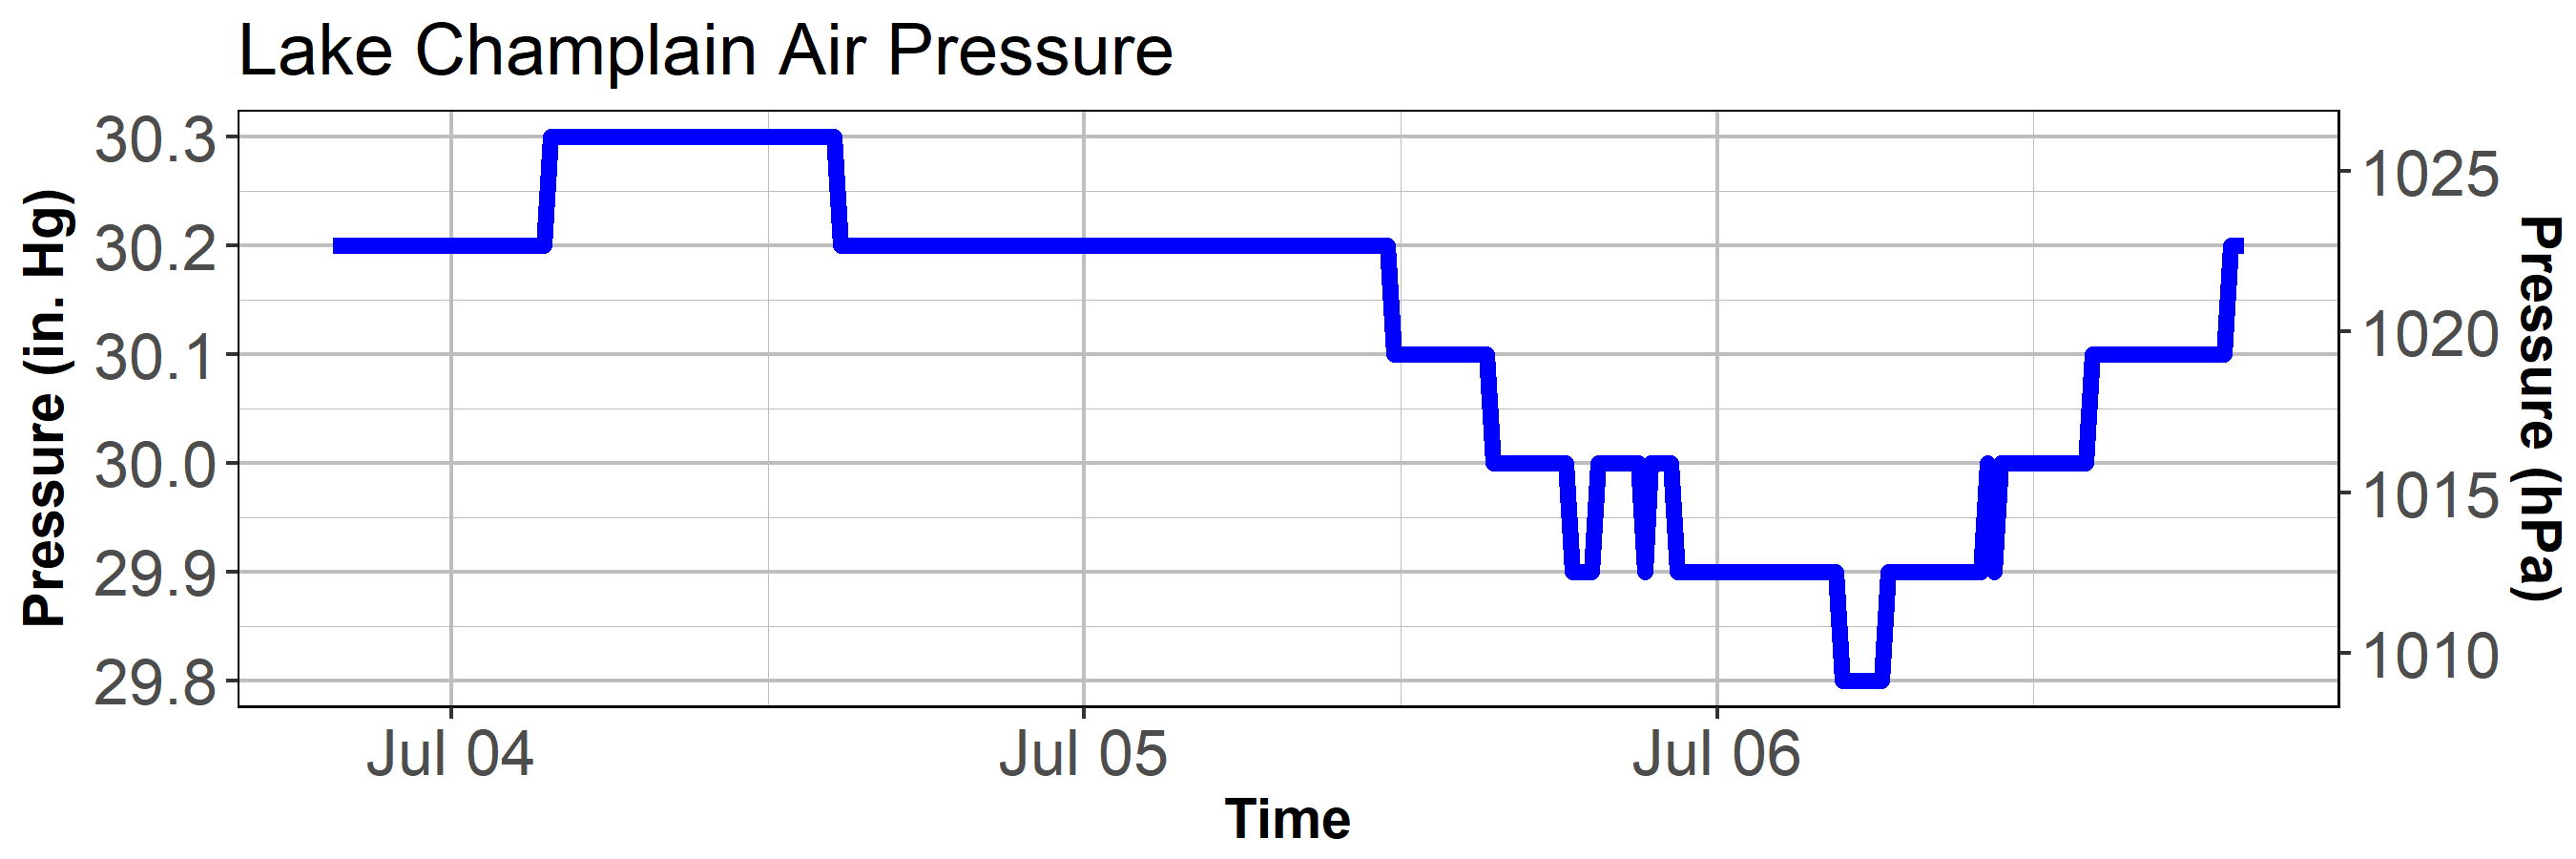 Lake Champlain Air Pressure
Pressure (in. Hg)
30.3
30.2
30.1
30.0
29.9
29.8
1025
1020
1015
1010
Pressure (hPa)
Jul 04
Jul 05
Jul 06
Time